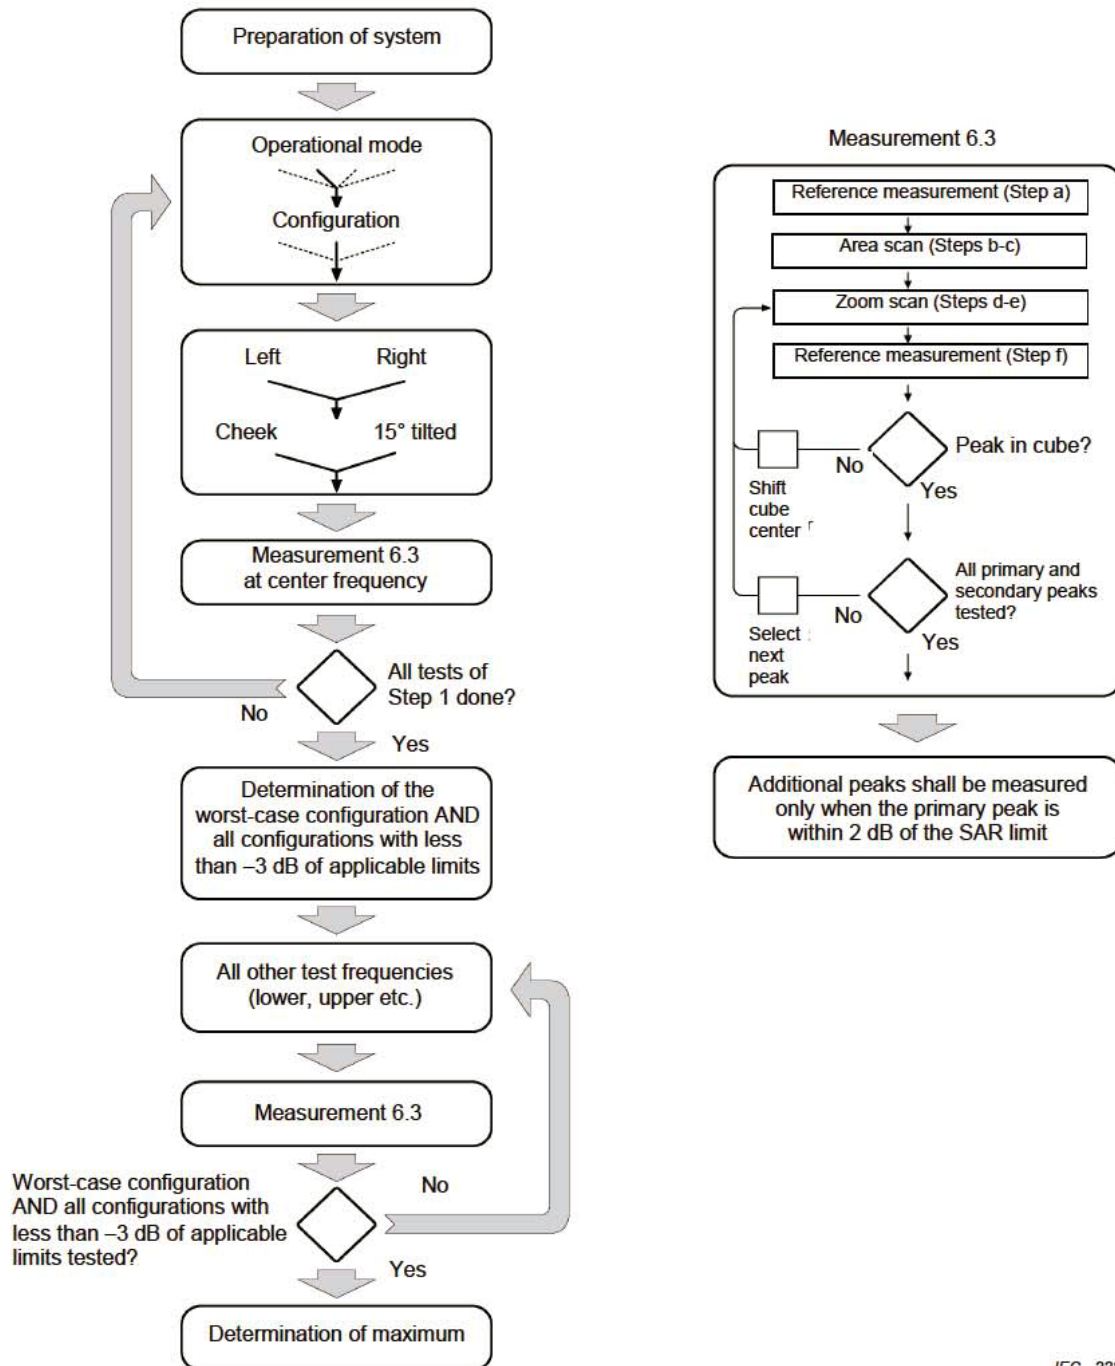 Preparation of system
Operational mode
Configuration
Left Right
Cheek 15° tilted
Measurement 6.3
at center frequency
All tests of
Step 1 done?
No
Yes
Determination of the
worst-case configuration AND
all configurations with less
than –3 dB of applicable limits
All other test frequencies
(lower, upper etc.)
Measurement 6.3
Worst-case configuration
AND all configurations with
less than –3 dB of applicable
limits tested?
No
Yes
Determination of maximum
Measurement 6.3
Reference measurement (Step a)
Area scan (Steps b-c)
Zoom scan (Steps d-e)
Reference measurement (Step f)
Peak in cube?
No
Yes
Shift
cube
center
All primary and
secondary peaks
tested?
No
Yes
Select
next
peak
Additional peaks shall be measured
only when the primary peak is
within 2 dB of the SAR limit
IEC